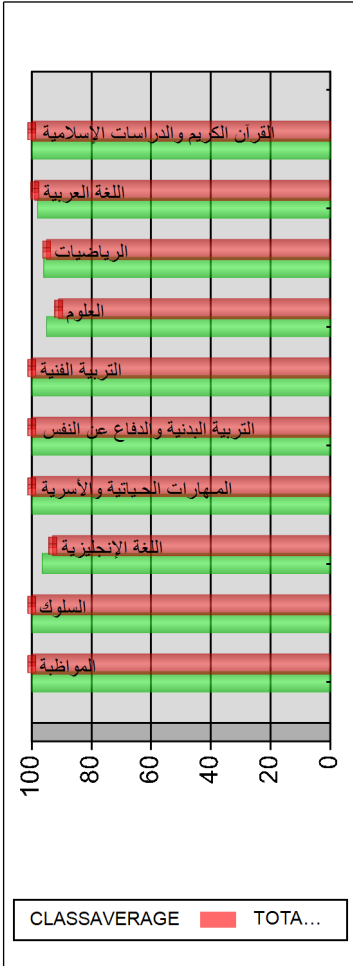 القرآن الكريم والدراسات الإسلامية
اللغة العربية
الرياضيات
العلوم
التربية الفنية
التربية البدنية والدفاع عن النفس
المهارات الحياتية والأسرية
اللغة الإنجليزية
السلوك
المواظبة
100 80 60 40 20 0
CLASSAVERAGE TOTA...